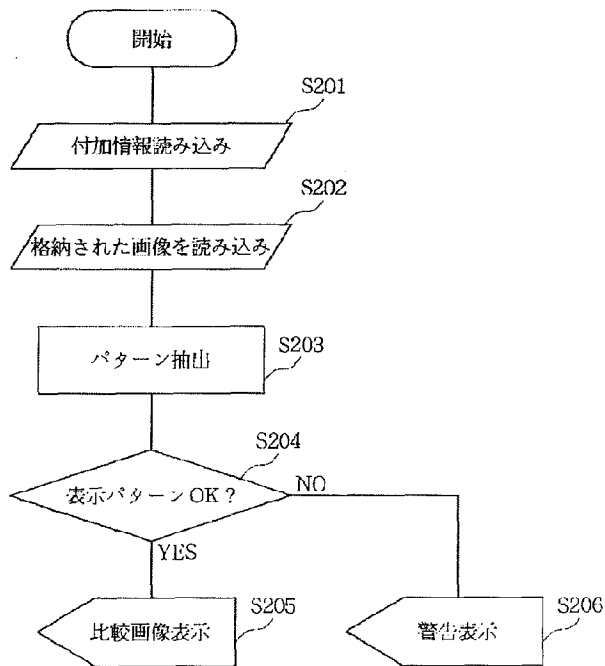 開始
S201
付加情報読み込み
S202
格納された画像を読み込み
パターン抽出
S203
S204
表示パターンOK?
NO
YES
比較画像表示
S205
警告表示
S206